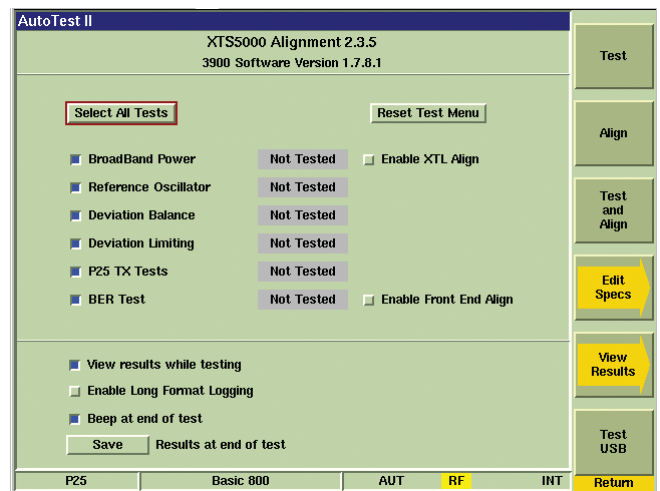 AutoTest II
XTS5000 Alignment 2.3.5
3900 Software Version 1.7.8.1
Select All Tests
Reset Test Menu
BroadBand Power Not Tested Enable XTL Align
Reference Oscillator Not Tested
Deviation Balance Not Tested
Deviation Limiting Not Tested
P25 TX Tests Not Tested
BER Test Not Tested Enable Front End Align
View results while testing
Enable Long Format Logging
Beep at end of test
Save Results at end of test
P25 Basic 800 AUT RF INT
Test
Align
Test
and
Align
Edit
Specs
View
Results
Test
USB
Return